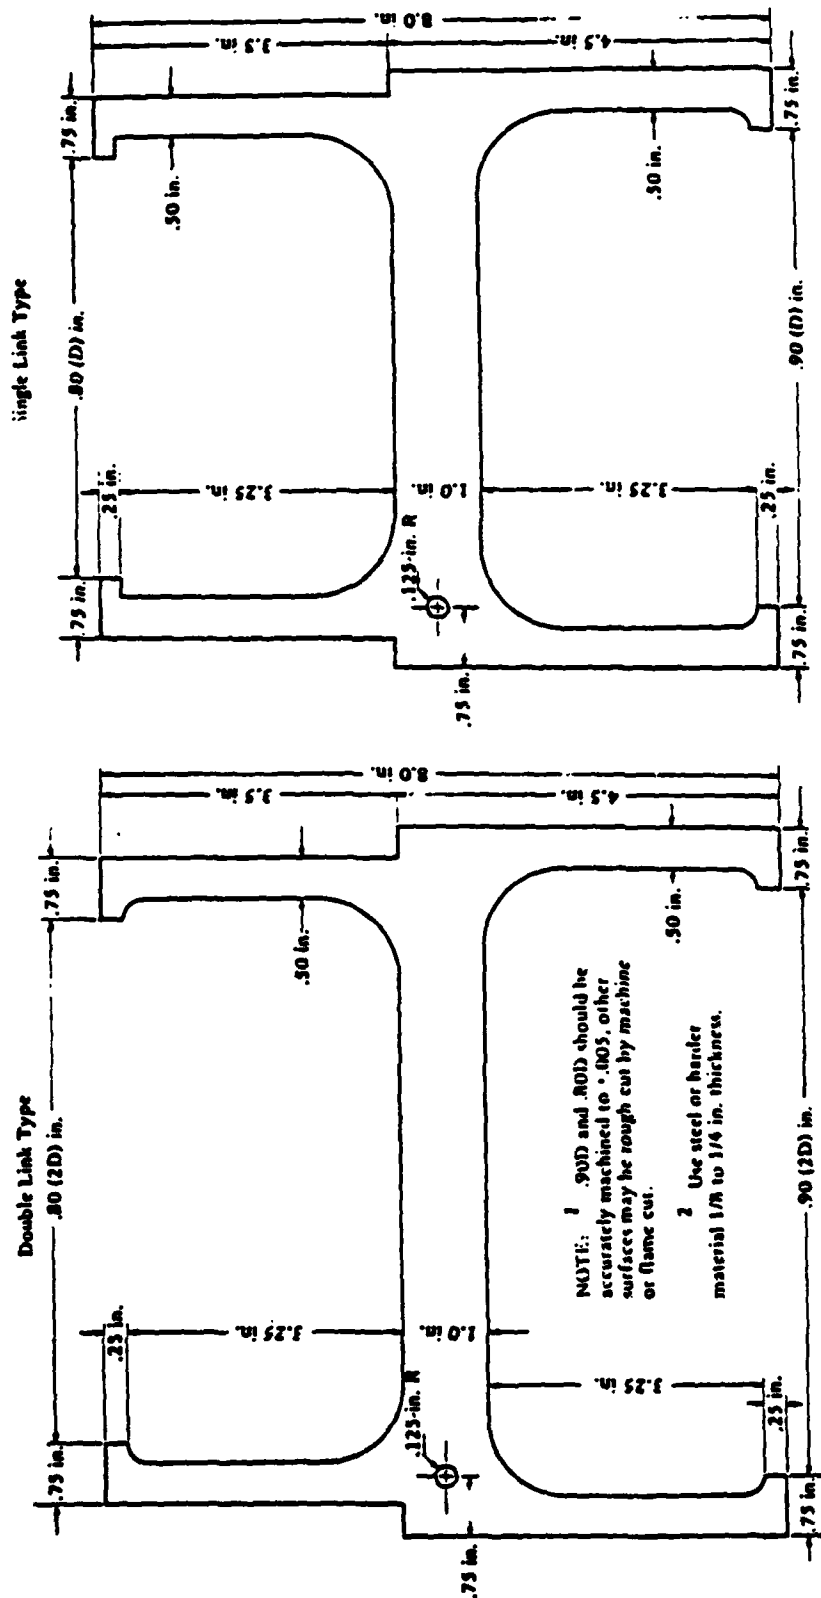 Single Link Type
8.0 in.
3.5 in.
4.5 in.
.75 in.
.80 (D) in.
.75 in.
.50 in.
.25 in.
3.25 in.
1.0 in.
3.25 in.
.25 in.
.125-in. R
.75 in.
.50 in.
.75 in.
.90 (D) in.
.75 in.
Double Link Type
8.0 in.
3.5 in.
4.5 in.
.75 in.
.80 (2D) in.
.75 in.
.50 in.
.25 in.
3.25 in.
1.0 in.
3.25 in.
.25 in.
.125-in. R
.75 in.
.50 in.
.75 in.
.90 (2D) in.
.75 in.
NOTE: 1 .90D and .80D should be
accurately machined to .005, other
surfaces may be rough cut by machine
or flame cut.
2 Use steel or harder
material 1/8 to 1/4 in. thickness.